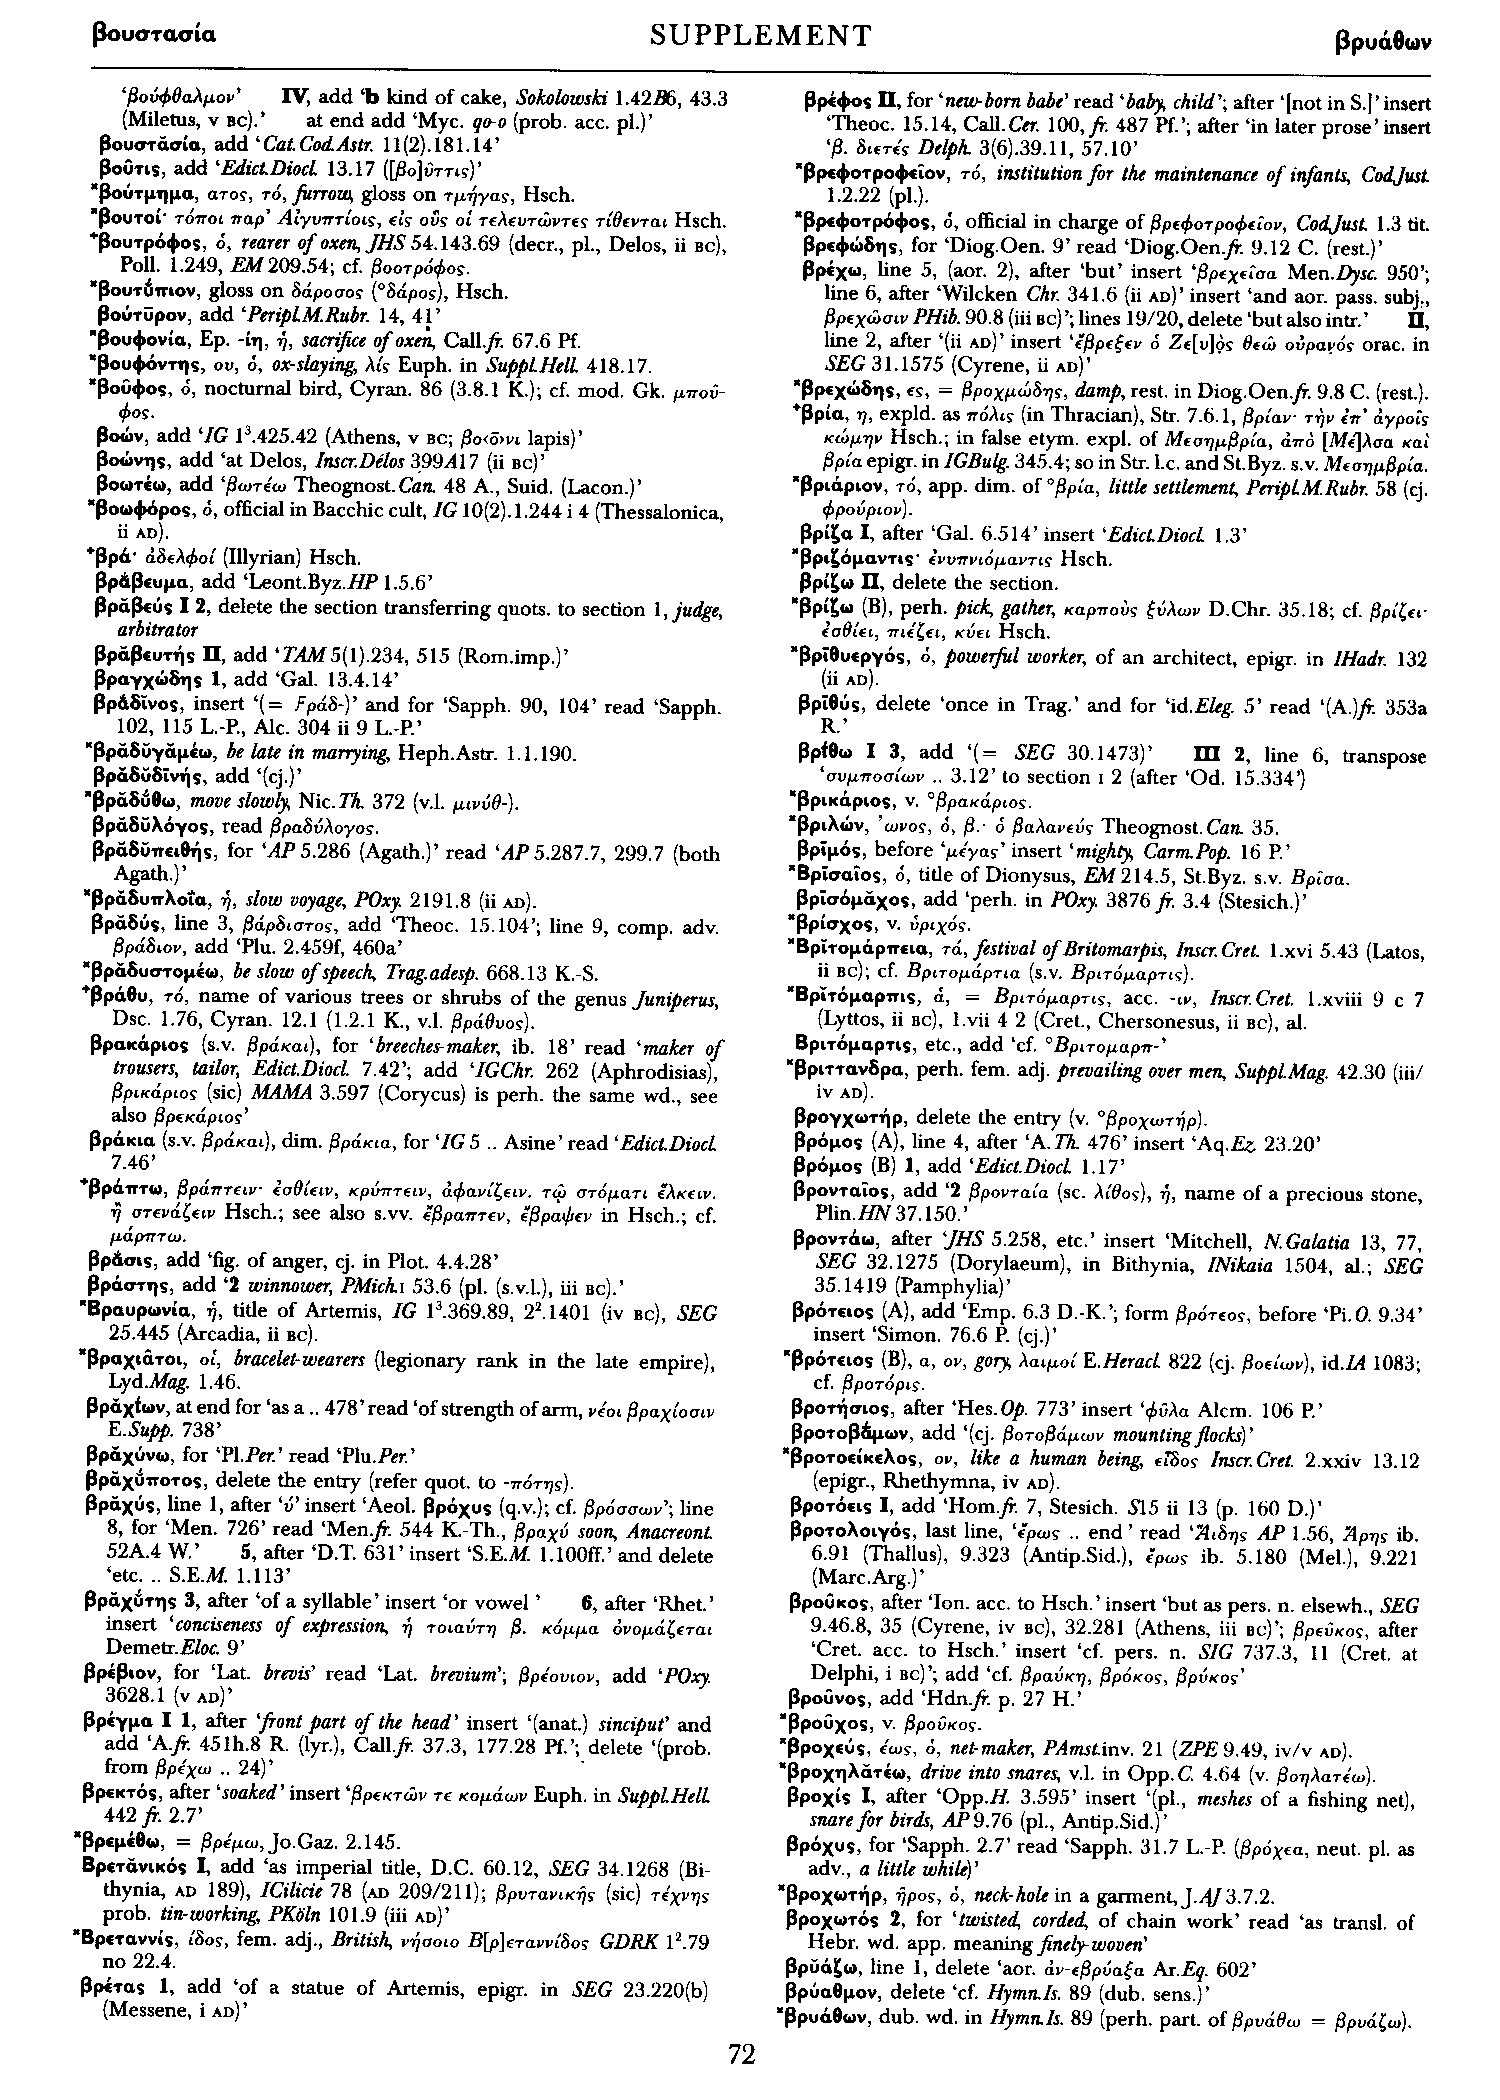 βουστασία
SUPPLEMENT
βρυάθων
‘βούφθαλμον’ IV, add ‘b kind of cake, Sokolowski 1.42B6, 43.3
(Miletus, v BC).’ at end add ‘Myc. qo-o (prob. acc. pl.)’
βουστᾰσία, add ‘Cat.Cod.Astr. 11(2).181.14’
βοῦτις, add ‘Edict.Diocl. 13.17 ([βο]ῦττις)’
*βούτμημα, ατος, τό, furrow, gloss on τμήγας, Hsch.
*βουτοί· τόποι παρ’ Αἰγυπτίοις, εἰς οὓς οἱ τελευτῶντες τίθενται Hsch.
⁺βουτρόφος, ὁ, rearer of oxen, JHS 54.143.69 (decr., pl., Delos, ii BC),
Poll. 1.249, EM 209.54; cf. βοοτρόφος.
*βουτύ̆πιον, gloss on δάροσος (°δάρος), Hsch.
βούτῡρον, add ‘Peripl.M.Rubr. 14, 41’
*βουφονία, Ep. -ίη, ἡ, sacrifice of oxen, Call.fr. 67.6 Pf.
*βουφόντης, ου, ὁ, ox-slaying, λίς Euph. in Suppl.Hell. 418.17.
*βοῦφος, ὁ, nocturnal bird, Cyran. 86 (3.8.1 K.); cf. mod. Gk. μποῦ-
φος.
βοών, add ‘IG 1³.425.42 (Athens, v BC; βο‹ο̄›νι lapis)’
βοώνης, add ‘at Delos, Inscr.Délos 399A17 (ii BC)’
βοωτέω, add ‘βωτέω Theognost.Can. 48 A., Suid. (Lacon.)’
*βοωφόρος, ὁ, official in Bacchic cult, IG 10(2).1.244 i 4 (Thessalonica,
ii AD).
⁺βρά· ἀδελφοί (Illyrian) Hsch.
βρά̆βευμα, add ‘Leont.Byz.HP 1.5.6’
βρᾰβεύς I 2, delete the section transferring quots. to section 1, judge,
arbitrator
βρᾰβευτής II, add ‘TAM 5(1).234, 515 (Rom.imp.)’
βραγχώδης 1, add ‘Gal. 13.4.14’
βρά̆δῐνος, insert ‘(= Ϝράδ-)’ and for ‘Sapph. 90, 104’ read ‘Sapph.
102, 115 L.-P., Alc. 304 ii 9 L.-P.’
*βρᾰδῠγᾰμέω, be late in marrying, Heph.Astr. 1.1.190.
βρᾰδῠδῑνής, add ‘(cj.)’
*βρᾰδύ̆θω, move slowly, Nic.Th. 372 (v.l. μινύθ-).
βρᾰδῠλόγος, read βραδύλογος.
βρᾰδῠπειθής, for ‘AP 5.286 (Agath.)’ read ‘AP 5.287.7, 299.7 (both
Agath.)’
*βρᾰδυπλοΐα, ἡ, slow voyage, POxy. 2191.8 (ii AD).
βρᾰδύς, line 3, βάρδιστος, add ‘Theoc. 15.104’; line 9, comp. adv.
βράδιον, add ‘Plu. 2.459f, 460a’
*βρᾰδυστομέω, be slow of speech, Trag.adesp. 668.13 K.-S.
⁺βράθυ, τό, name of various trees or shrubs of the genus Juniperus,
Dsc. 1.76, Cyran. 12.1 (1.2.1 K., v.l. βράθυος).
βρακάριος (s.v. βράκαι), for ‘breeches-maker, ib. 18’ read ‘maker of
trousers, tailor, Edict.Diocl. 7.42’; add ‘IGChr. 262 (Aphrodisias),
βρικάριος (sic) MAMA 3.597 (Corycus) is perh. the same wd., see
also βρεκάριος’
βράκια (s.v. βράκαι), dim. βράκια, for ‘IG 5 .. Asine’ read ‘Edict.Diocl.
7.46’
⁺βράπτω, βράπτειν· ἐσθίειν, κρύπτειν, ἀφανίζειν. τῷ στόματι ἕλκειν.
ἢ στενάζειν Hsch.; see also s.vv. ἔβραπτεν, ἔβραψεν in Hsch.; cf.
μάρπτω.
βρά̆σις, add ‘fig. of anger, cj. in Plot. 4.4.28’
βράστης, add ‘2 winnower, PMich.I 53.6 (pl. (s.v.l.), iii BC).’
*Βραυρωνία, ἡ, title of Artemis, IG 1³.369.89, 2².1401 (iv BC), SEG
25.445 (Arcadia, ii BC).
*βραχιᾶτοι, οἱ, bracelet-wearers (legionary rank in the late empire),
Lyd.Mag. 1.46.
βρᾰχί̄ων, at end for ‘as a .. 478’ read ‘of strength of arm, νέοι βραχίοσιν
E.Supp. 738’
βρᾰχύνω, for ‘Pl.Per.’ read ‘Plu.Per.’
βρᾰχύ̆ποτος, delete the entry (refer quot. to -πότης).
βρᾰχύς, line 1, after ‘ῠ’ insert ‘Aeol. βρόχυς (q.v.); cf. βρόσσων’; line
8, for ‘Men. 726’ read ‘Men.fr. 544 K.-Th., βραχύ soon, Anacreont.
52A.4 W.’ 5, after ‘D.T. 631’ insert ‘S.E.M. 1.100ff.’ and delete
‘etc. .. S.E.M. 1.113’
βρᾰχύ̆της 3, after ‘of a syllable’ insert ‘or vowel ’ 6, after ‘Rhet.’
insert ‘conciseness of expression, ἡ τοιαύτη β. κόμμα ὀνομάζεται
Demetr.Eloc. 9’
βρέβιον, for ‘Lat. brevis’ read ‘Lat. brevium’; βρέουιον, add ‘POxy.
3628.1 (v AD)’
βρέγμα I 1, after ‘front part of the head’ insert ‘(anat.) sinciput’ and
add ‘A.fr. 451h.8 R. (lyr.), Call.fr. 37.3, 177.28 Pf.’; delete ‘(prob.
from βρέχω .. 24)’
βρεκτός, after ‘soaked’ insert ‘βρεκτῶν τε κομάων Euph. in Suppl.Hell.
442 fr. 2.7’
*βρεμέθω, = βρέμω, Jo.Gaz. 2.145.
Βρετᾰνικός I, add ‘as imperial title, D.C. 60.12, SEG 34.1268 (Bi-
thynia, AD 189), ICilicie 78 (AD 209/211); βρυτανικῆς (sic) τέχνης
prob. tin-working, PKöln 101.9 (iii AD)’
*Βρεταννίς, ίδος, fem. adj., British, νήσοιο Β[ρ]εταννίδος GDRK 1².79
no 22.4.
βρέτας 1, add ‘of a statue of Artemis, epigr. in SEG 23.220(b)
(Messene, i AD)’
βρέφος II, for ‘new-born babe’ read ‘baby, child’; after ‘[not in S.]’ insert
‘Theoc. 15.14, Call.Cer. 100, fr. 487 Pf.’; after ‘in later prose’ insert
‘β. διετές Delph. 3(6).39.11, 57.10’
*βρεφοτροφεῖον, τό, institution for the maintenance of infants, Cod.Just.
1.2.22 (pl.).
*βρεφοτρόφος, ὁ, official in charge of βρεφοτροφεῖον, Cod.Just. 1.3 tit.
βρεφώδης, for ‘Diog.Oen. 9’ read ‘Diog.Oen.fr. 9.12 C. (rest.)’
βρέχω, line 5, (aor. 2), after ‘but’ insert ‘βρεχεῖσα Men.Dysc. 950’;
line 6, after ‘Wilcken Chr. 341.6 (ii AD)’ insert ‘and aor. pass. subj.,
βρεχῶσιν PHib. 90.8 (iii BC)’; lines 19/20, delete ‘but also intr.’ II,
line 2, after ‘(ii AD)’ insert ‘ἔβρεξεν ὁ Ζε[υ]ὸ̣ς θεῶ οὐρανός orac. in
SEG 31.1575 (Cyrene, ii AD)’
*βρεχώδης, ες, = βροχμώδης, damp, rest. in Diog.Oen.fr. 9.8 C. (rest.).
⁺βρία, η, expld. as πόλις (in Thracian), Str. 7.6.1, βρίαν· τὴν ἐπ’ ἀγροῖς
κώμην Hsch.; in false etym. expl. of Μεσημβρία, ἀπὸ [Μέ]λσα καὶ
βρία epigr. in IGBulg. 345.4; so in Str. l.c. and St.Byz. s.v. Μεσημβρία.
*βριάριον, τό, app. dim. of °βρία, little settlement, Peripl.M.Rubr. 58 (cj.
φρούριον).
βρίζα I, after ‘Gal. 6.514’ insert ‘Edict.Diocl. 1.3’
*βριζόμαντις· ἐνυπνιόμαντις Hsch.
βρίζω II, delete the section.
*βρίζω (B), perh. pick, gather, καρποὺς ξύλων D.Chr. 35.18; cf. βρίζει·
ἐσθίει, πιέζει, κύει Hsch.
*βρῑθυεργός, ὁ, powerful worker, of an architect, epigr. in IHadr. 132
(ii AD).
βρῑθύς, delete ‘once in Trag.’ and for ‘id.Eleg. 5’ read ‘(A.)fr. 353a
R.’
βρί̄θω I 3, add ‘(= SEG 30.1473)’ III 2, line 6, transpose
‘συμποσίων .. 3.12’ to section I 2 (after ‘Od. 15.334’)
*βρικάριος, v. °βρακάριος.
*βριλών, ’ωνος, ὁ, β.· ὁ βαλανεύς Theognost.Can. 35.
βρῑμός, before ‘μέγας’ insert ‘mighty, Carm.Pop. 16 P.’
*Βρῑσαῖος, ὁ, title of Dionysus, EM 214.5, St.Byz. s.v. Βρῖσα.
βρῑσόμᾰχος, add ‘perh. in POxy. 3876 fr. 3.4 (Stesich.)’
*βρίσχος, v. ὑριχός.
*Βρῐτομάρπεια, τά, festival of Britomarpis, Inscr.Cret. 1.xvi 5.43 (Latos,
ii BC); cf. Βριτομάρτια (s.v. Βριτόμαρτις).
*Βρῐτόμαρπις, ἁ, = Βριτόμαρτις, acc. -ιν, Inscr.Cret. 1.xviii 9 c 7
(Lyttos, ii BC), 1.vii 4 2 (Cret., Chersonesus, ii BC), al.
Βριτόμαρτις, etc., add ‘cf. °Βριτομαρπ-’
*βριττανδρα, perh. fem. adj. prevailing over men, Suppl.Mag. 42.30 (iii/
iv AD).
βρογχωτήρ, delete the entry (v. °βροχωτήρ).
βρόμος (A), line 4, after ‘A.Th. 476’ insert ‘Aq.Ez. 23.20’
βρόμος (B) 1, add ‘Edict.Diocl. 1.17’
βρονταῖος, add ‘2 βρονταία (sc. λίθος), ἡ, name of a precious stone,
Plin.HN 37.150.’
βροντάω, after ‘JHS 5.258, etc.’ insert ‘Mitchell, N.Galatia 13, 77,
SEG 32.1275 (Dorylaeum), in Bithynia, INikaia 1504, al.; SEG
35.1419 (Pamphylia)’
βρότειος (A), add ‘Emp. 6.3 D.-K.’; form βρότεος, before ‘Pi.O. 9.34’
insert ‘Simon. 76.6 P. (cj.)’
*βρότειος (B), α, ον, gory, λαιμοί E.Heracl. 822 (cj. βοείων), id.IA 1083;
cf. βροτόρις.
βροτήσιος, after ‘Hes.Op. 773’ insert ‘φῦλα Alcm. 106 P.’
βροτοβά̄μων, add ‘(cj. βοτοβάμων mounting flocks)’
*βροτοείκελος, ον, like a human being, εἶδος Inscr.Cret. 2.xxiv 13.12
(epigr., Rhethymna, iv AD).
βροτόεις I, add ‘Hom.fr. 7, Stesich. S15 ii 13 (p. 160 D.)’
βροτολοιγός, last line, ‘ἔρως .. end ’ read ‘Ἅιδης AP 1.56, Ἄρης ib.
6.91 (Thallus), 9.323 (Antip.Sid.), ἔρως ib. 5.180 (Mel.), 9.221
(Marc.Arg.)’
βροῦκος, after ‘Ion. acc. to Hsch.’ insert ‘but as pers. n. elsewh., SEG
9.46.8, 35 (Cyrene, iv BC), 32.281 (Athens, iii BC)’; βρεῦκος, after
‘Cret. acc. to Hsch.’ insert ‘cf. pers. n. SIG 737.3, 11 (Cret. at
Delphi, i BC)’; add ‘cf. βραύκη, βρόκος, βρύκος’
βροῦνος, add ‘Hdn.fr. p. 27 H.’
*βροῦχος, v. βροῦκος.
*βροχεύς, έως, ὁ, net-maker, PAmst.inv. 21 (ZPE 9.49, iv/v AD).
*βροχηλᾰτέω, drive into snares, v.l. in Opp.C. 4.64 (v. βοηλατέω).
βροχίς I, after ‘Opp.H. 3.595’ insert ‘(pl., meshes of a fishing net),
snare for birds, AP 9.76 (pl., Antip.Sid.)’
βρόχυς, for ‘Sapph. 2.7’ read ‘Sapph. 31.7 L.-P. (βρόχεα, neut. pl. as
adv., a little while)’
*βροχωτήρ, ῆρος, ὁ, neck-hole in a garment, J.AJ 3.7.2.
βροχωτός 2, for ‘twisted, corded, of chain work’ read ‘as transl. of
Hebr. wd. app. meaning finely-woven’
βρῠάζω, line 1, delete ‘aor. ἀν-εβρύαξα Ar.Eq. 602’
βρύαθμον, delete ‘cf. Hymn.Is. 89 (dub. sens.)’
*βρυάθων, dub. wd. in Hymn.Is. 89 (perh. part. of βρυάθω = βρυάζω).
72